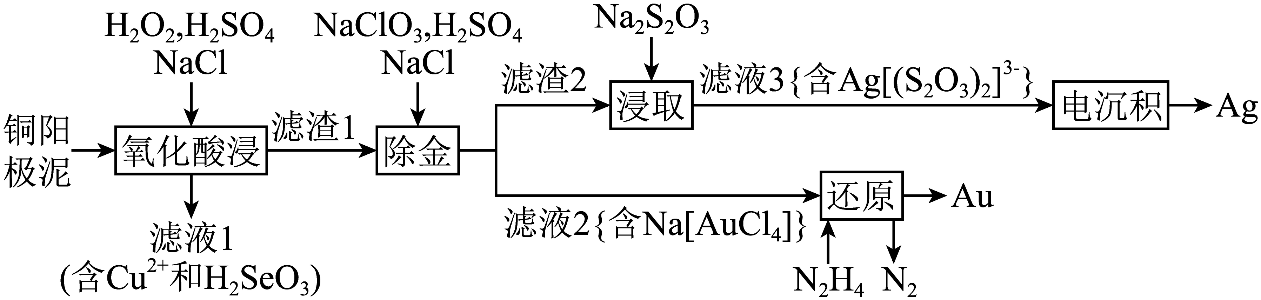 H₂O₂,H₂SO₄
NaCl
NaClO₃,H₂SO₄
NaCl
Na₂S₂O₃
铜阳
极泥
氧化酸浸
滤渣1
除金
滤渣2
浸取
滤液3{含Ag[(S₂O₃)₂]³⁻}
电沉积
Ag
滤液1
(含Cu²⁺和H₂SeO₃)
滤液2{含Na[AuCl₄]}
还原
Au
N₂H₄
N₂